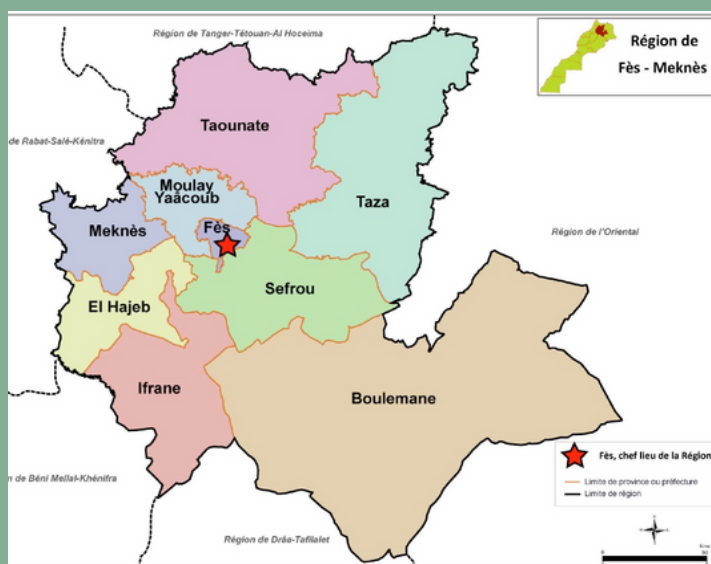 Région de Tanger-Tétouan-Al Hoceima
Région de
Fès - Meknès
Taounate
de Rabat-Salé-Kénitra
Moulay
Yaâcoub
Taza
Fès
Meknès
Région de l'Oriental
Sefrou
El Hajeb
Ifrane
Boulemane
Fès, chef lieu de la Région
n de Béni Mellal-Khénifra
Limite de province ou préfecture
Limite de région
Région de Drâa-Tafilalet
0